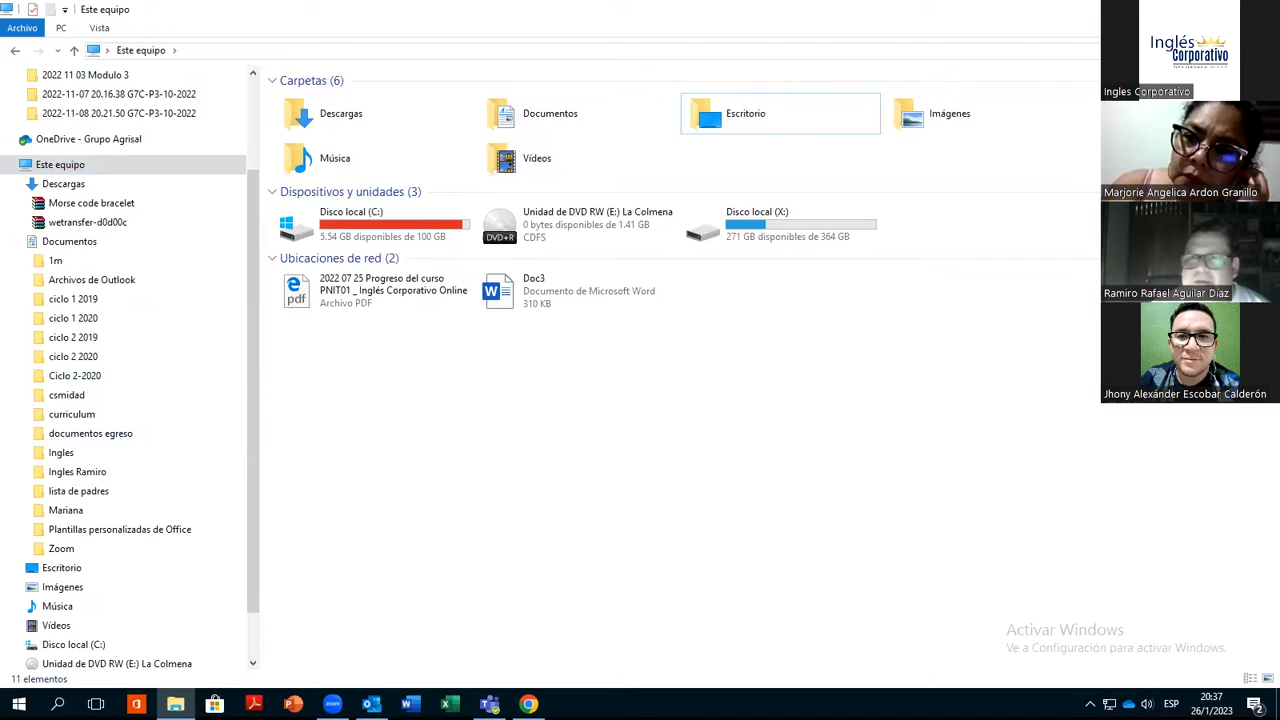 Este equipo
Archivo
PC
Vista
Este equipo
2022 11 03 Modulo 3
2022-11-07 20.16.38 G7C-P3-10-2022
2022-11-08 20.21.50 G7C-P3-10-2022
OneDrive - Grupo Agrisal
Este equipo
Descargas
Morse code bracelet
wetransfer-d0d00c
Documentos
1m
Archivos de Outlook
ciclo 1 2019
ciclo 1 2020
ciclo 2 2019
ciclo 2 2020
Ciclo 2-2020
csmidad
curriculum
documentos egreso
Ingles
Ingles Ramiro
lista de padres
Mariana
Plantillas personalizadas de Office
Zoom
Escritorio
Imágenes
Música
Vídeos
Disco local (C:)
Unidad de DVD RW (E:) La Colmena
11 elementos
Carpetas (6)
Descargas
Documentos
Escritorio
Imágenes
Música
Vídeos
Dispositivos y unidades (3)
Disco local (C:)
5.54 GB disponibles de 100 GB
DVD+R
Unidad de DVD RW (E:) La Colmena
0 bytes disponibles de 1.41 GB
CDFS
Disco local (X:)
271 GB disponibles de 364 GB
Ubicaciones de red (2)
pdf
2022 07 25 Progreso del curso
PNIT01 _ Inglés Corporativo Online
Archivo PDF
Doc3
Documento de Microsoft Word
310 KB
Inglés
Corporativo
Ingles Corporativo
Marjorie Angelica Ardon Granillo
Ramiro Rafael Aguilar Díaz
Jhony Alexánder Escobar Calderón
Activar Windows
Ve a Configuración para activar Windows.
zoom
ESP
20:37
26/1/2023
2